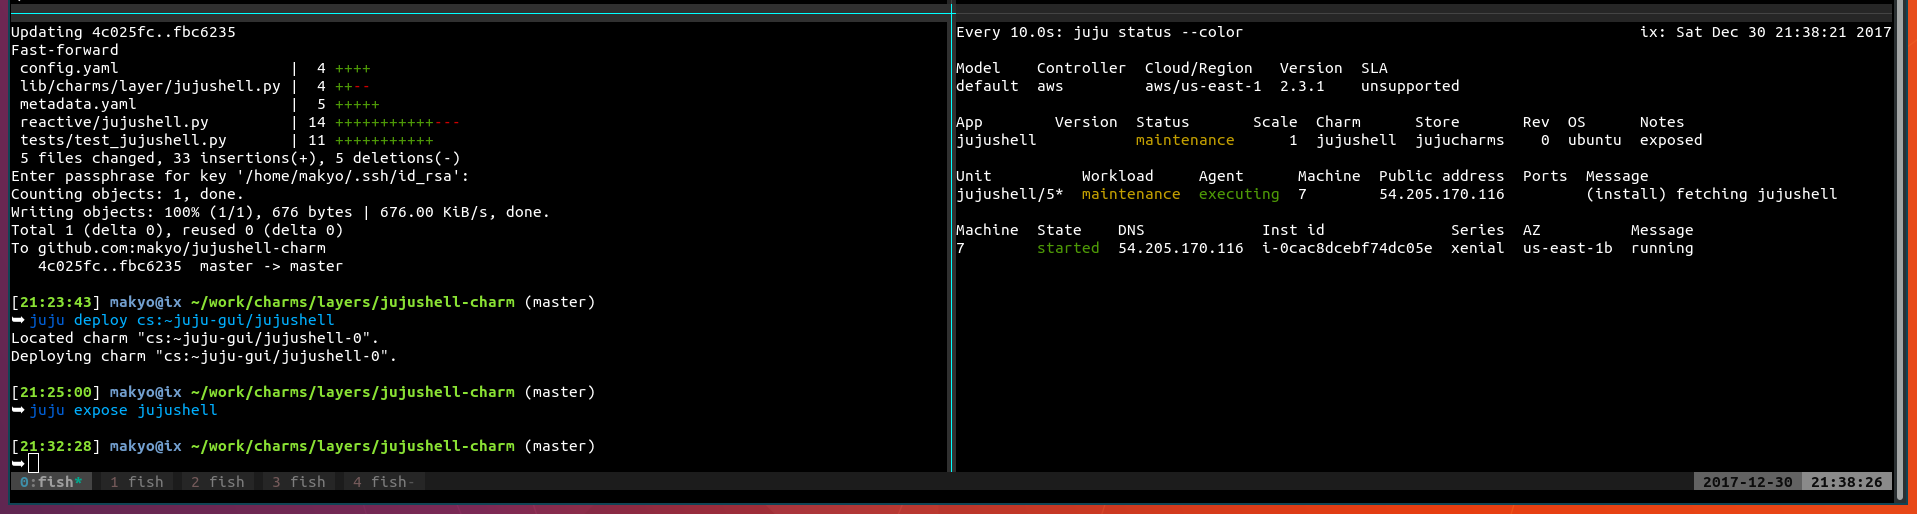 Updating 4c025fc..fbc6235
Fast-forward
 config.yaml                   |  4 ++++
 lib/charms/layer/jujushell.py |  4 ++--
 metadata.yaml                 |  5 +++++
 reactive/jujushell.py         | 14 +++++++++++---
 tests/test_jujushell.py       | 11 +++++++++++
 5 files changed, 33 insertions(+), 5 deletions(-)
Enter passphrase for key '/home/makyo/.ssh/id_rsa':
Counting objects: 1, done.
Writing objects: 100% (1/1), 676 bytes | 676.00 KiB/s, done.
Total 1 (delta 0), reused 0 (delta 0)
To github.com:makyo/jujushell-charm
   4c025fc..fbc6235  master -> master
[21:23:43] makyo@ix ~/work/charms/layers/jujushell-charm (master)
➥ juju deploy cs:~juju-gui/jujushell
Located charm "cs:~juju-gui/jujushell-0".
Deploying charm "cs:~juju-gui/jujushell-0".
[21:25:00] makyo@ix ~/work/charms/layers/jujushell-charm (master)
➥ juju expose jujushell
[21:32:28] makyo@ix ~/work/charms/layers/jujushell-charm (master)
➥
Every 10.0s: juju status --color                                            ix: Sat Dec 30 21:38:21 2017
Model    Controller  Cloud/Region   Version  SLA
default  aws         aws/us-east-1  2.3.1    unsupported
App        Version  Status       Scale  Charm      Store       Rev  OS      Notes
jujushell           maintenance      1  jujushell  jujucharms    0  ubuntu  exposed
Unit          Workload     Agent      Machine  Public address  Ports  Message
jujushell/5*  maintenance  executing  7        54.205.170.116         (install) fetching jujushell
Machine  State    DNS             Inst id              Series  AZ          Message
7        started  54.205.170.116  i-0cac8dcebf74dc05e  xenial  us-east-1b  running
0:fish*  1 fish  2 fish  3 fish  4 fish-  2017-12-30  21:38:26